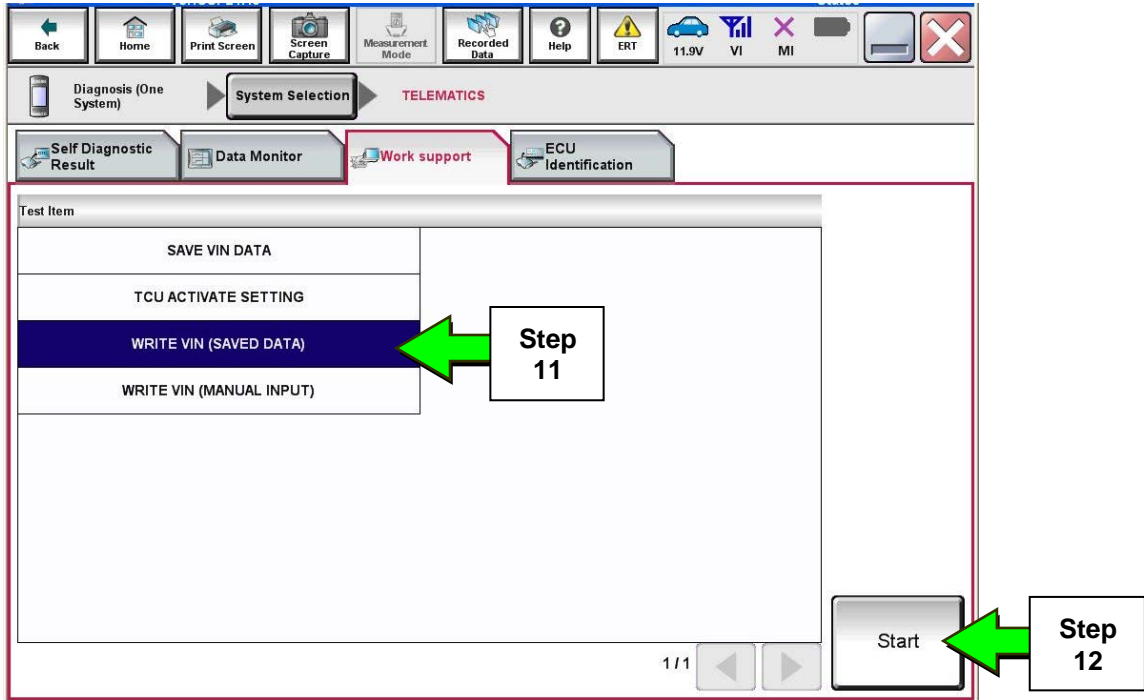 Back
Home
Print Screen
Screen
Capture
Measurement
Mode
Recorded
Data
Help
ERT
11.9V
VI
MI
Diagnosis (One
System)
System Selection
TELEMATICS
Self Diagnostic
Result
Data Monitor
Work support
ECU
Identification
Test Item
SAVE VIN DATA
TCU ACTIVATE SETTING
WRITE VIN (SAVED DATA)
Step
11
WRITE VIN (MANUAL INPUT)
1/1
Start
Step
12